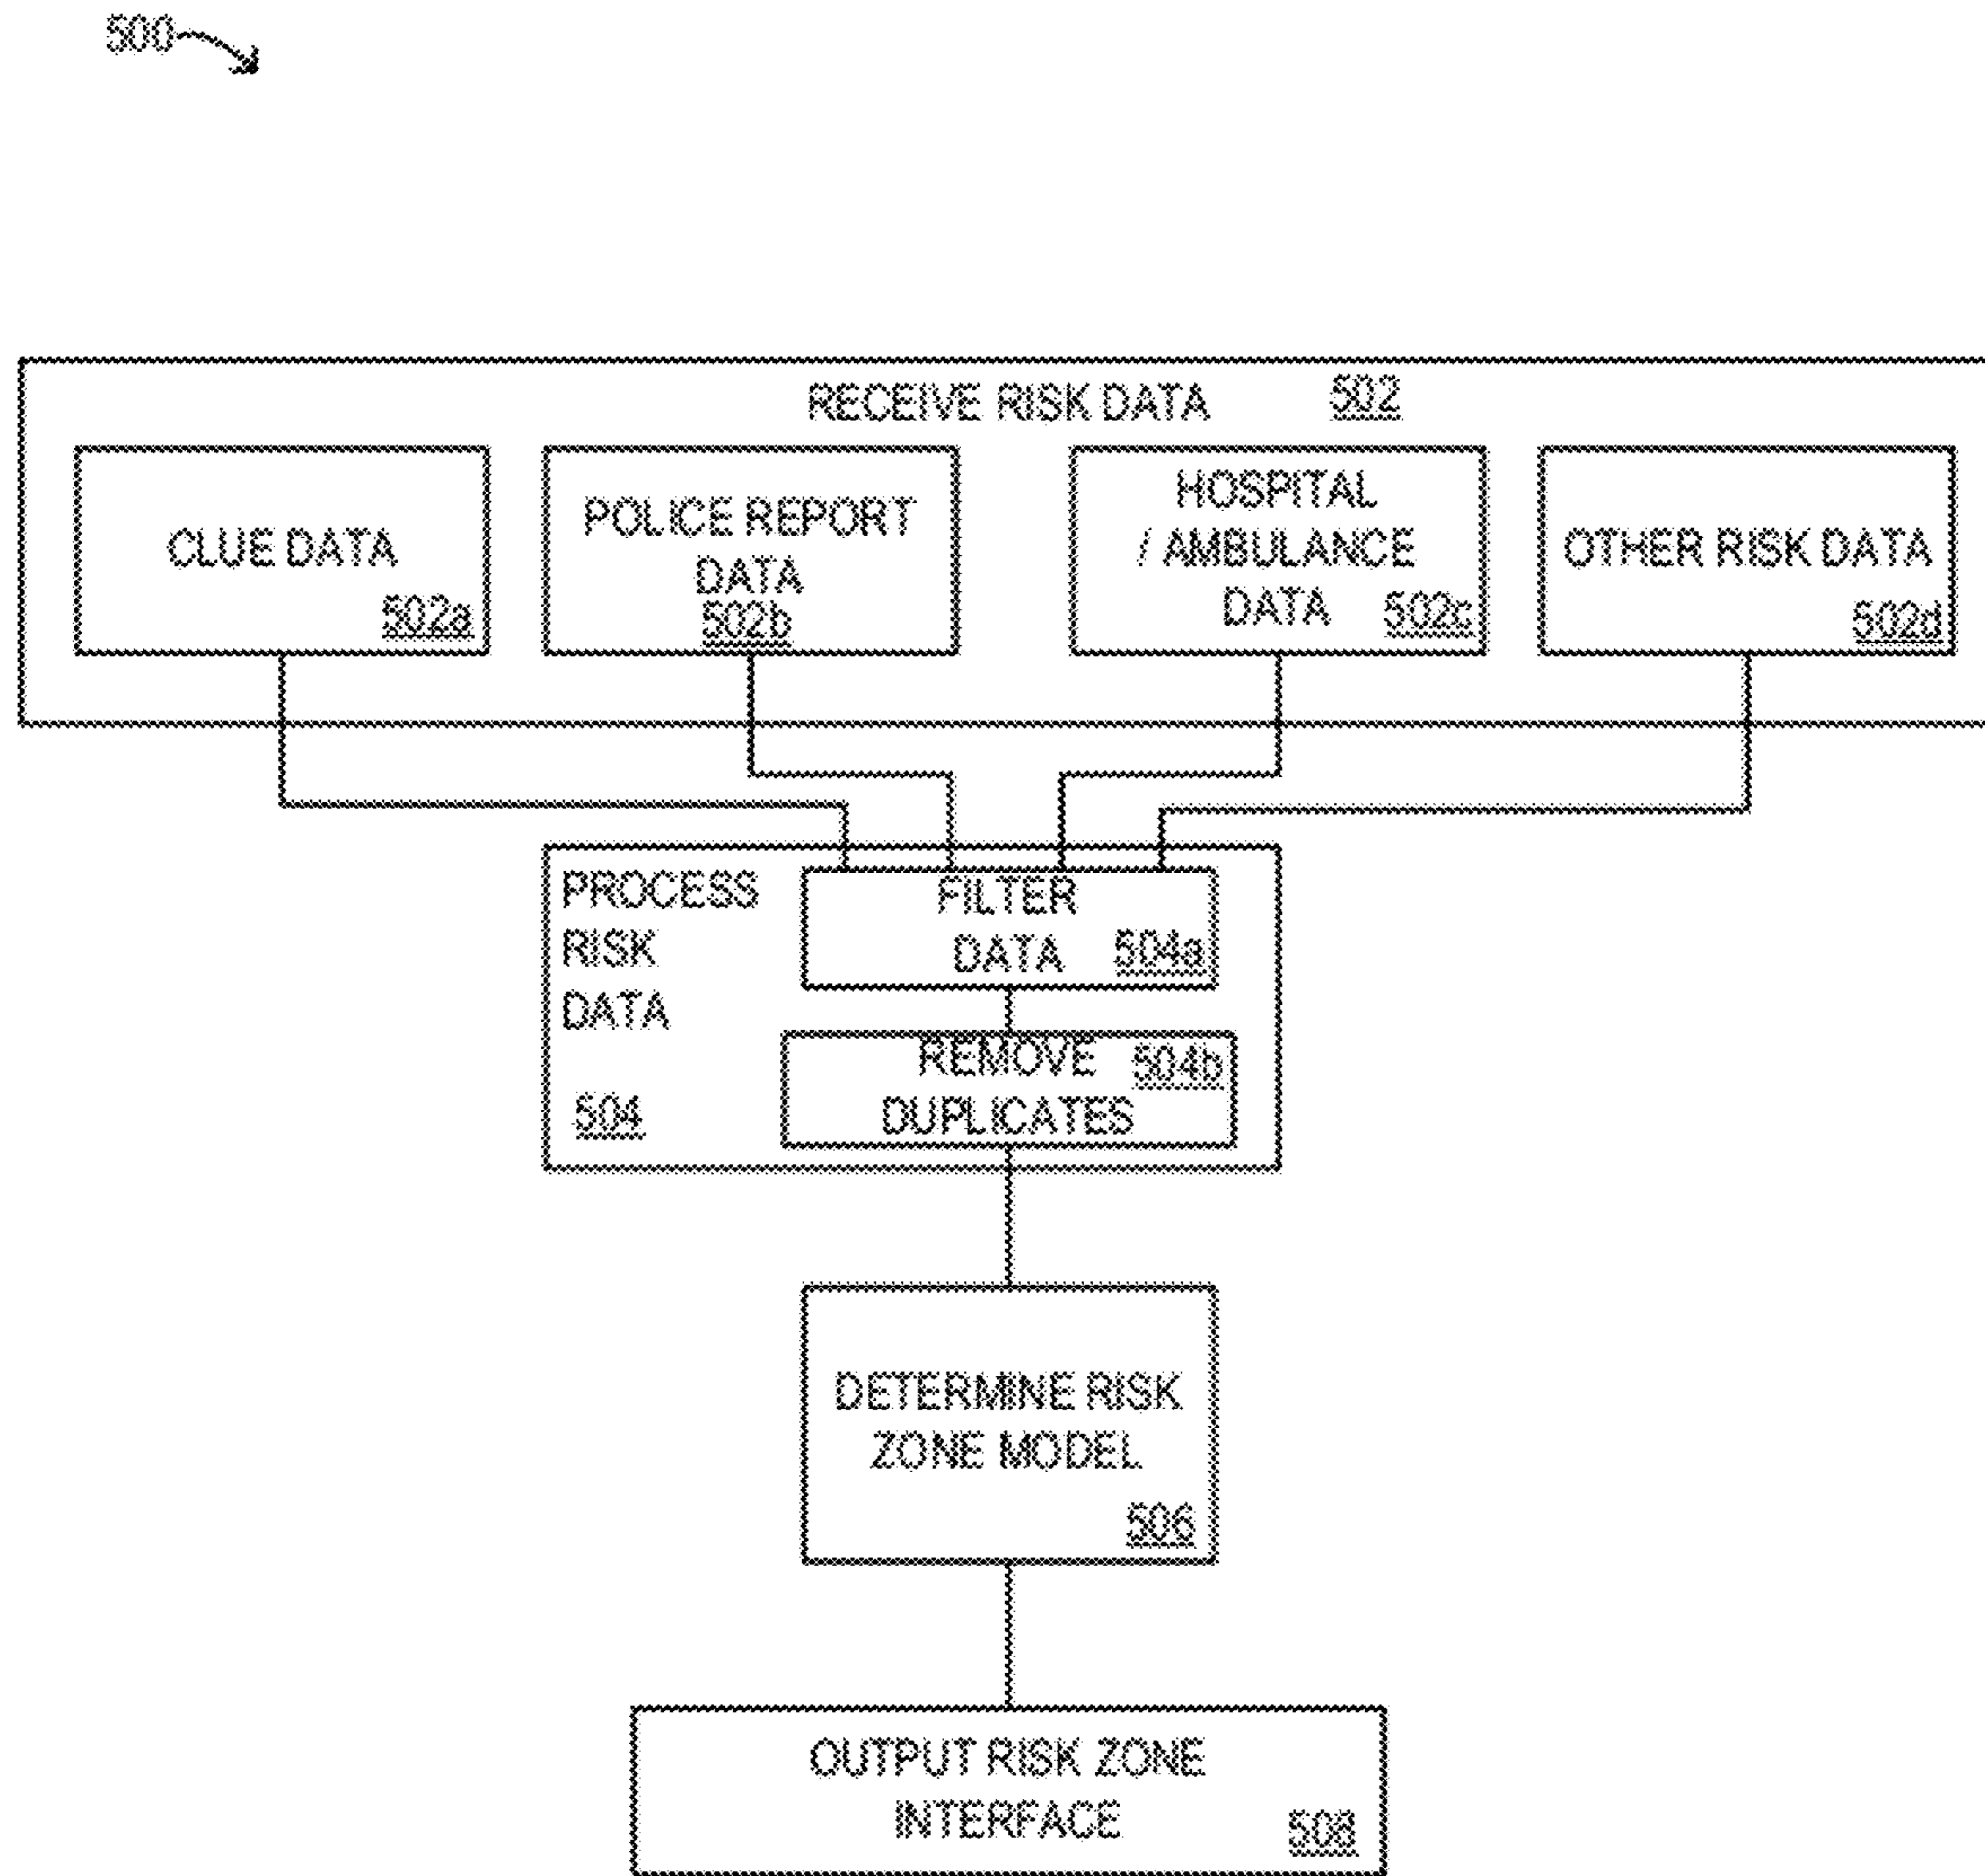 500
RECEIVE RISK DATA 502
CLUE DATA
502a
POLICE REPORT
DATA
502b
HOSPITAL
/ AMBULANCE
DATA 502c
OTHER RISK DATA
502d
PROCESS
RISK
DATA
504
FILTER
DATA 504a
REMOVE 504b
DUPLICATES
DETERMINE RISK
ZONE MODEL
506
OUTPUT RISK ZONE
INTERFACE 508